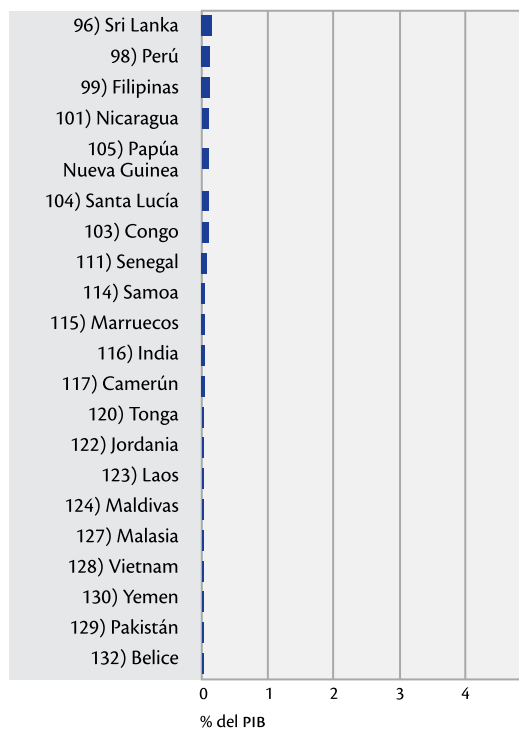 96) Sri Lanka
98) Perú
99) Filipinas
101) Nicaragua
105) Papúa
Nueva Guinea
104) Santa Lucía
103) Congo
111) Senegal
114) Samoa
115) Marruecos
116) India
117) Camerún
120) Tonga
122) Jordania
123) Laos
124) Maldivas
127) Malasia
128) Vietnam
130) Yemen
129) Pakistán
132) Belice
0 1 2 3 4
% del PIB